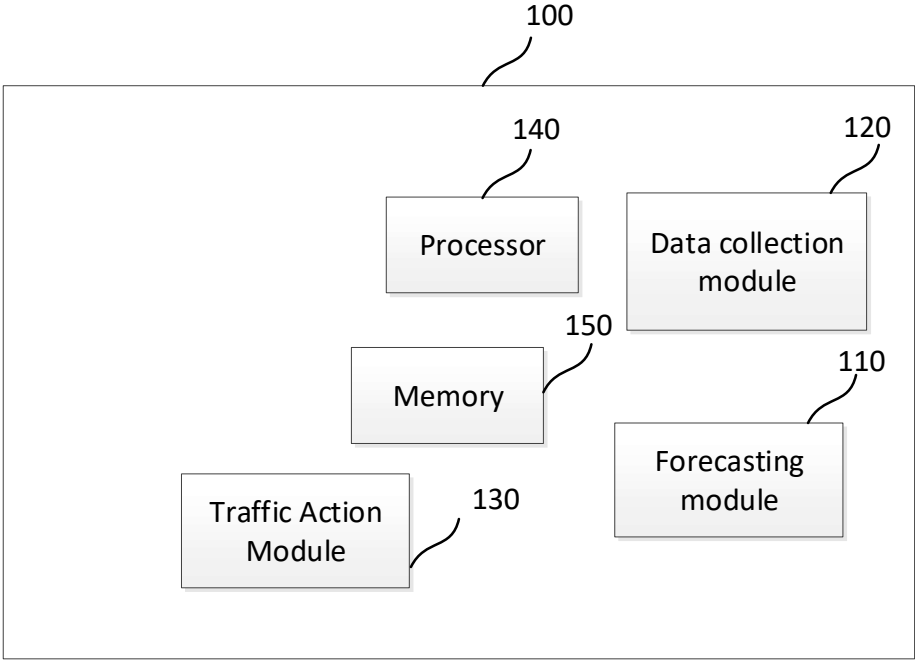 100
140
120
Processor
Data collection
module
150
110
Memory
Forecasting
module
130
Traffic Action
Module